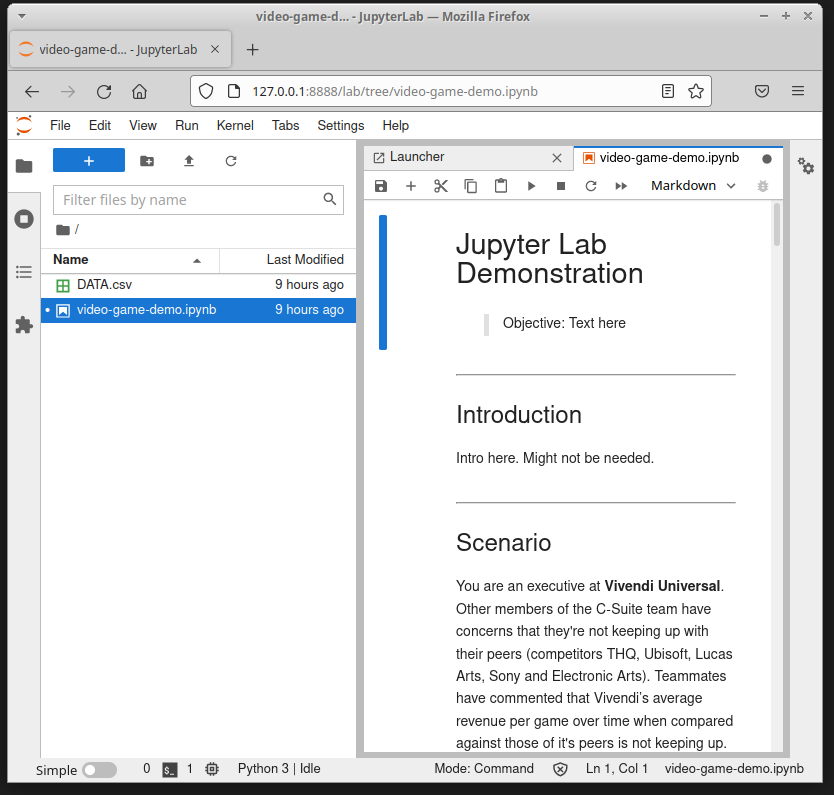 video-game-d... - JupyterLab — Mozilla Firefox
video-game-d... - JupyterLab
127.0.0.1:8888/lab/tree/video-game-demo.ipynb
File Edit View Run Kernel Tabs Settings Help
Filter files by name
/
Name Last Modified
DATA.csv 9 hours ago
video-game-demo.ipynb 9 hours ago
Launcher video-game-demo.ipynb
Markdown
Jupyter Lab
Demonstration
Objective: Text here
Introduction
Intro here. Might not be needed.
Scenario
You are an executive at Vivendi Universal.
Other members of the C-Suite team have
concerns that they're not keeping up with
their peers (competitors THQ, Ubisoft, Lucas
Arts, Sony and Electronic Arts). Teammates
have commented that Vivendi's average
revenue per game over time when compared
against those of it's peers is not keeping up.
Simple 0 $_ 1 Python 3 | Idle Mode: Command Ln 1, Col 1 video-game-demo.ipynb